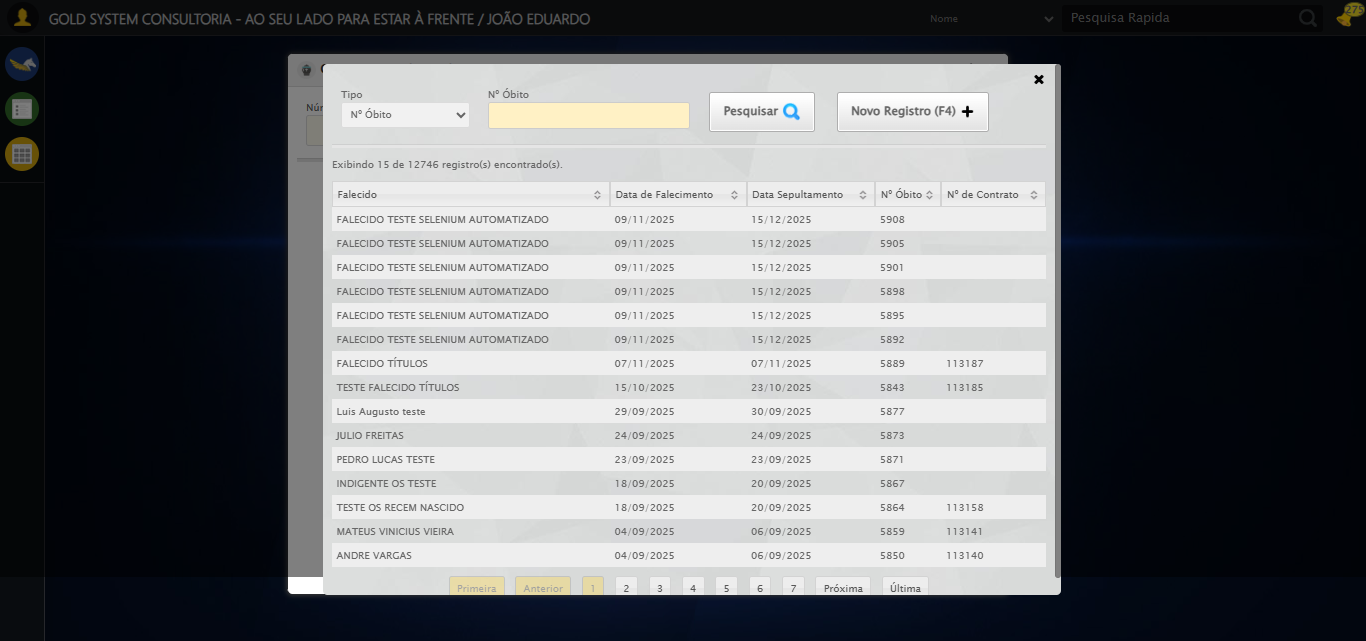 GOLD SYSTEM CONSULTORIA - AO SEU LADO PARA ESTAR À FRENTE / JOÃO EDUARDO
Nome
Pesquisa Rapida
275
Tipo
Nº Óbito
Nº Óbito
Pesquisar
Novo Registro (F4)
Exibindo 15 de 12746 registro(s) encontrado(s).
Falecido Data de Falecimento Data Sepultamento Nº Óbito Nº de Contrato
FALECIDO TESTE SELENIUM AUTOMATIZADO 09/11/2025 15/12/2025 5908
FALECIDO TESTE SELENIUM AUTOMATIZADO 09/11/2025 15/12/2025 5905
FALECIDO TESTE SELENIUM AUTOMATIZADO 09/11/2025 15/12/2025 5901
FALECIDO TESTE SELENIUM AUTOMATIZADO 09/11/2025 15/12/2025 5898
FALECIDO TESTE SELENIUM AUTOMATIZADO 09/11/2025 15/12/2025 5895
FALECIDO TESTE SELENIUM AUTOMATIZADO 09/11/2025 15/12/2025 5892
FALECIDO TÍTULOS 07/11/2025 07/11/2025 5889 113187
TESTE FALECIDO TÍTULOS 15/10/2025 23/10/2025 5843 113185
Luis Augusto teste 29/09/2025 30/09/2025 5877
JULIO FREITAS 24/09/2025 24/09/2025 5873
PEDRO LUCAS TESTE 23/09/2025 23/09/2025 5871
INDIGENTE OS TESTE 18/09/2025 20/09/2025 5867
TESTE OS RECEM NASCIDO 18/09/2025 20/09/2025 5864 113158
MATEUS VINICIUS VIEIRA 04/09/2025 06/09/2025 5859 113141
ANDRE VARGAS 04/09/2025 06/09/2025 5850 113140
Primeira Anterior 1 2 3 4 5 6 7 Próxima Última